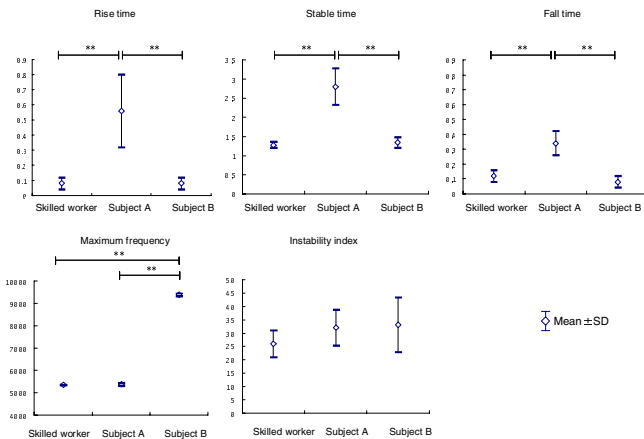 Rise time
Stable time
Fall time
**
**
0.9
0.8
0.7
0.6
0.5
0.4
0.3
0.2
0.1
0
Skilled worker
Subject A
Subject B
**
**
3.5
3
2.5
2
1.5
1
0.5
0
Skilled worker
Subject A
Subject B
**
**
0.9
0.8
0.7
0.6
0.5
0.4
0.3
0.2
0.1
0
Skilled worker
Subject A
Subject B
Maximum frequency
Instability index
**
**
10000
9000
8000
7000
6000
5000
4000
Skilled worker
Subject A
Subject B
50
45
40
35
30
25
20
15
10
5
0
Skilled worker
Subject A
Subject B
Mean ±SD